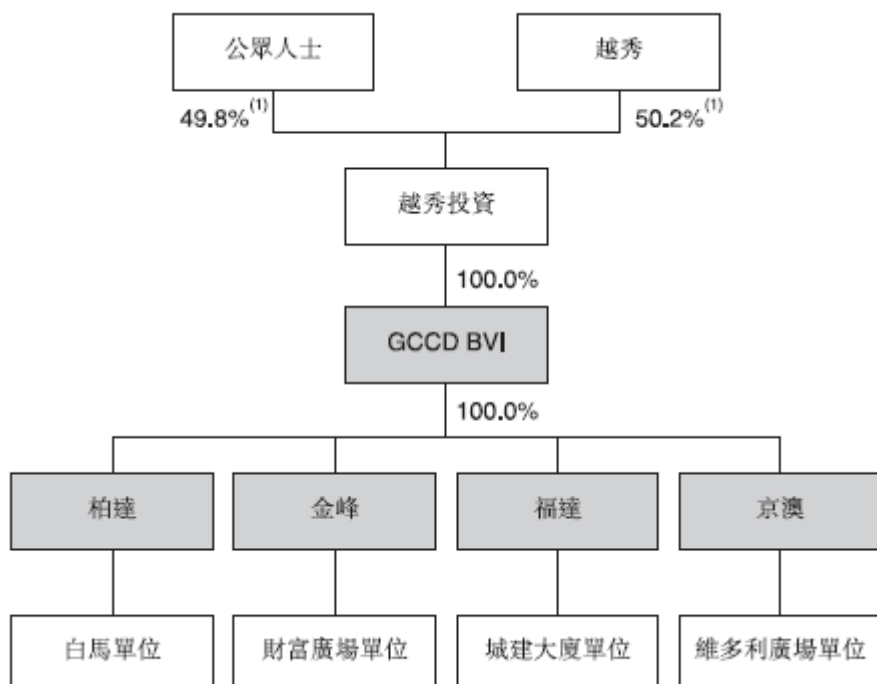 公眾人士
越秀
49.8%(1)
50.2%(1)
越秀投資
100.0%
GCCD BVI
100.0%
柏達
金峰
福達
京澳
白馬單位
財富廣場單位
城建大廈單位
維多利廣場單位